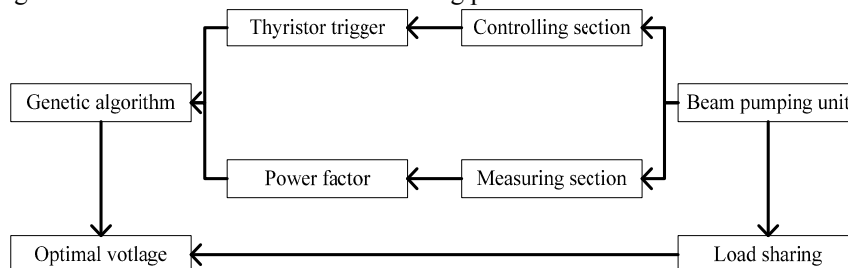 Thyristor trigger
Controlling section
Genetic algorithm
Beam pumping unit
Power factor
Measuring section
Optimal votlage
Load sharing